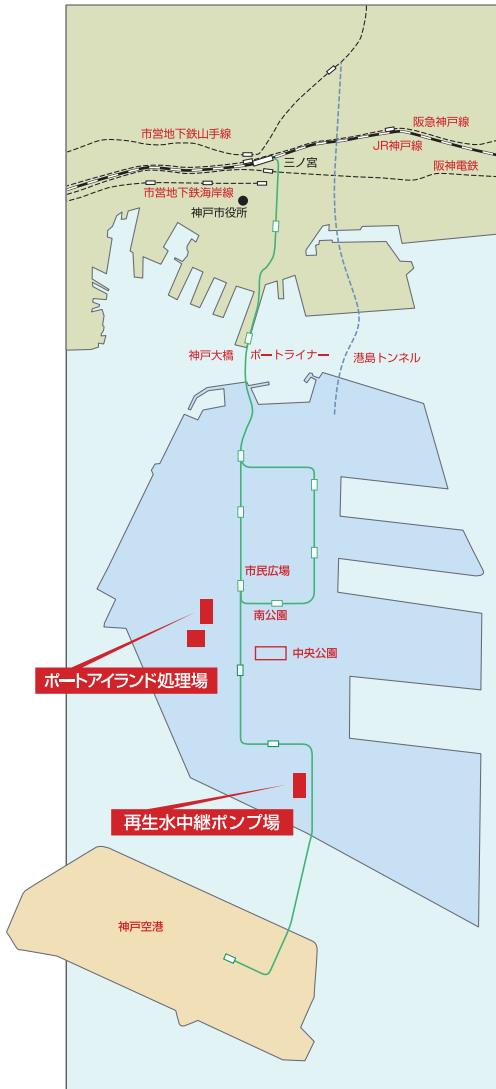 阪急神戸線
市営地下鉄山手線
JR神戸線
三ノ宮
阪神電鉄
市営地下鉄海岸線
神戸市役所
神戸大橋
ポートライナー
港島トンネル
市民広場
南公園
中央公園
ポートアイランド処理場
再生水中継ポンプ場
神戸空港